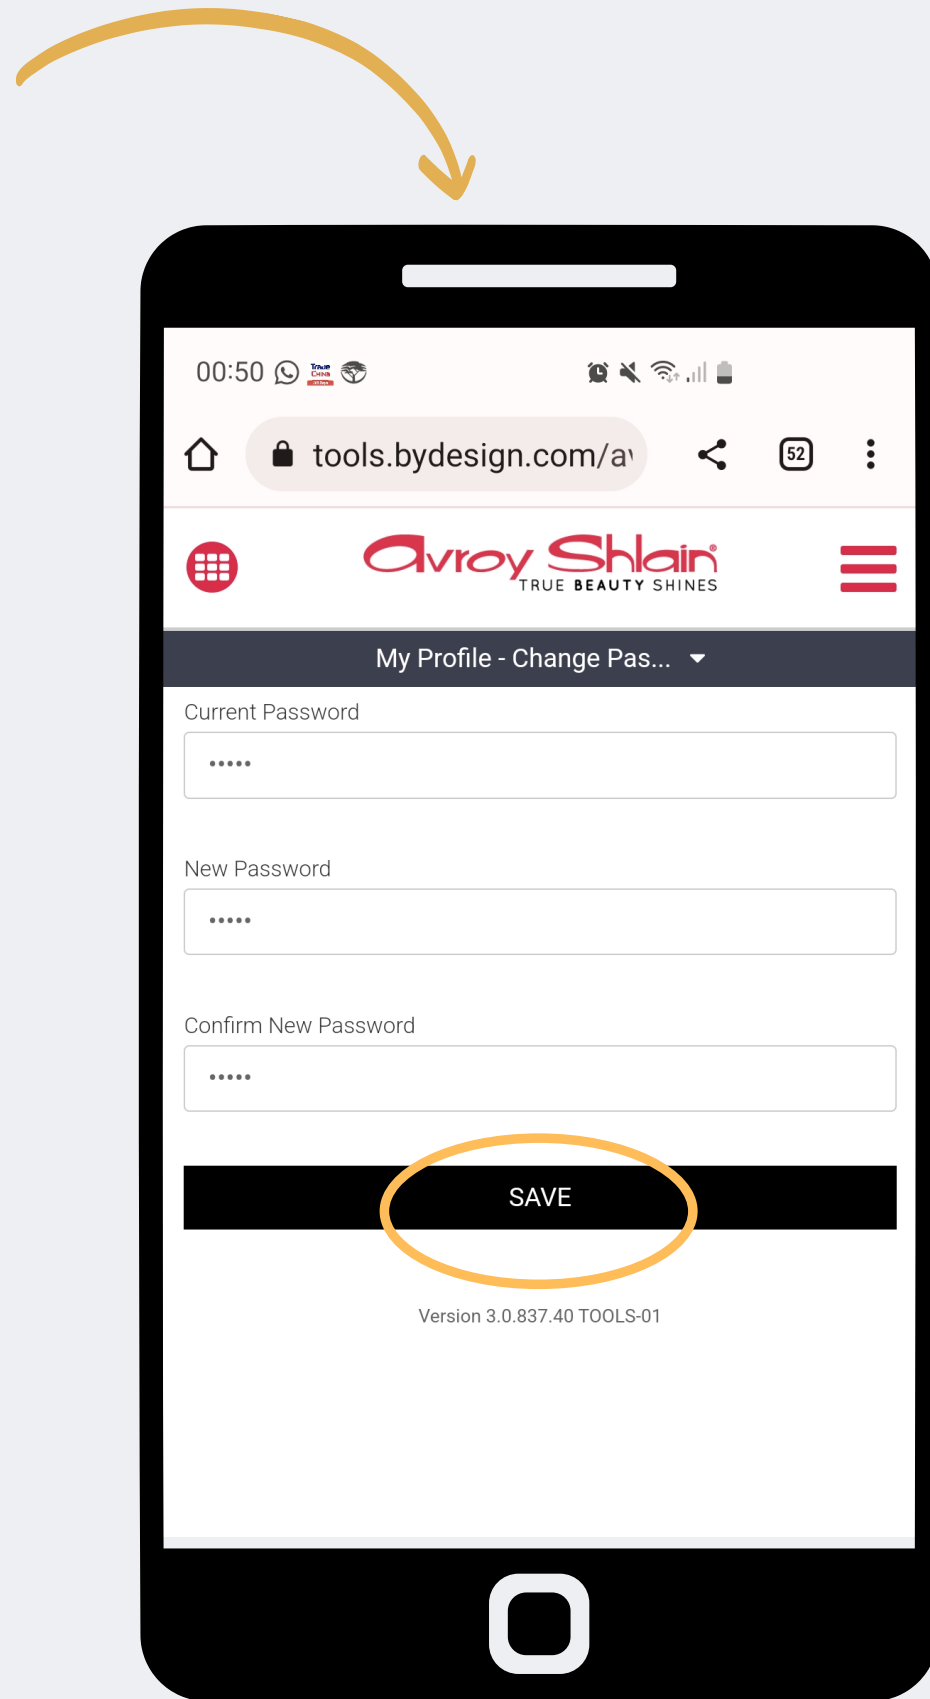 00:50
tools.bydesign.com/a
52
avroy Shlain®
TRUE BEAUTY SHINES
My Profile - Change Pas...
Current Password
•••••
New Password
•••••
Confirm New Password
•••••
SAVE
Version 3.0.837.40 TOOLS-01